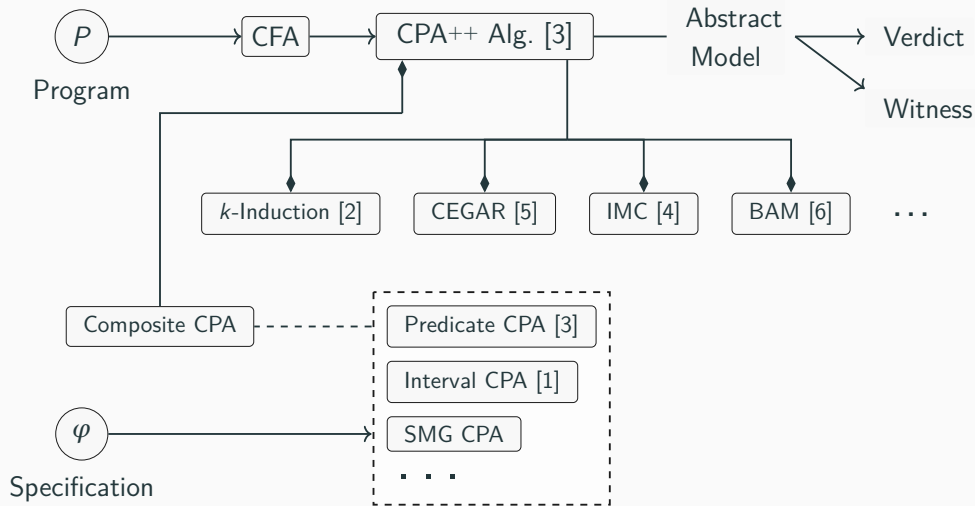 P
Program
CFA
CPA++ Alg. [3]
Abstract
Model
Verdict
Witness
k-Induction [2]
CEGAR [5]
IMC [4]
BAM [6]
. . .
Composite CPA
Predicate CPA [3]
Interval CPA [1]
SMG CPA
. . .
φ
Specification